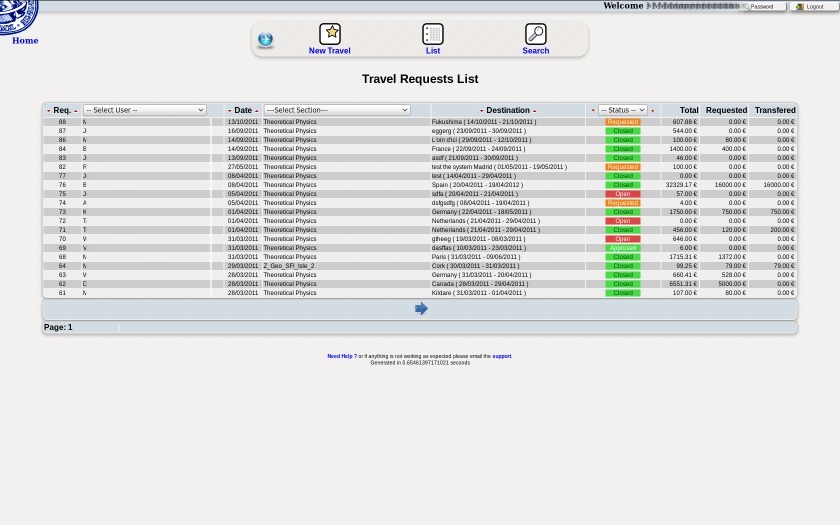 Welcome
Password
Logout
Home
New Travel
List
Search
Travel Requests List
Req. -- Select User -- Date ---Select Section--- Destination -- Status -- Total Requested Transfered
88 M 13/10/2011 Theoretical Physics Fukushima ( 14/10/2011 - 21/10/2011 ) Requested 607.88 € 0.00 € 0.00 €
87 J 16/09/2011 Theoretical Physics eggerg ( 23/09/2011 - 30/09/2011 ) Closed 544.00 € 0.00 € 0.00 €
86 M 14/09/2011 Theoretical Physics L'bin d'ici ( 29/09/2011 - 12/10/2011 ) Closed 100.00 € 80.00 € 0.00 €
84 B 14/09/2011 Theoretical Physics France ( 22/09/2011 - 24/09/2011 ) Closed 1400.00 € 400.00 € 0.00 €
83 J 13/09/2011 Theoretical Physics asdf ( 21/09/2011 - 30/09/2011 ) Closed 46.00 € 0.00 € 0.00 €
82 F 27/05/2011 Theoretical Physics test the system Madrid ( 01/05/2011 - 19/05/2011 ) Requested 100.00 € 0.00 € 0.00 €
77 J 08/04/2011 Theoretical Physics test ( 14/04/2011 - 29/04/2011 ) Closed 0.00 € 0.00 € 0.00 €
76 B 08/04/2011 Theoretical Physics Spain ( 20/04/2011 - 19/04/2012 ) Closed 32329.17 € 16000.00 € 16000.00 €
75 J 05/04/2011 Theoretical Physics sdfa ( 20/04/2011 - 21/04/2011 ) Open 57.00 € 0.00 € 0.00 €
74 A 05/04/2011 Theoretical Physics dsfgsdfg ( 08/04/2011 - 19/04/2011 ) Requested 4.00 € 0.00 € 0.00 €
73 K 01/04/2011 Theoretical Physics Germany ( 22/04/2011 - 18/05/2011 ) Closed 1750.00 € 750.00 € 750.00 €
72 T 01/04/2011 Theoretical Physics Netherlands ( 21/04/2011 - 29/04/2011 ) Open 0.00 € 0.00 € 0.00 €
71 T 01/04/2011 Theoretical Physics Netherlands ( 21/04/2011 - 29/04/2011 ) Closed 456.00 € 120.00 € 200.00 €
70 V 31/03/2011 Theoretical Physics gtheeg ( 19/03/2011 - 08/03/2011 ) Open 646.00 € 0.00 € 0.00 €
69 V 31/03/2011 Theoretical Physics dasffas ( 10/03/2011 - 23/03/2011 ) Approved 6.00 € 0.00 € 0.00 €
68 M 31/03/2011 Theoretical Physics Paris ( 31/03/2011 - 09/06/2011 ) Closed 1715.31 € 1372.00 € 0.00 €
64 M 29/03/2011 Z_Geo_SFI_Isle_2 Cork ( 30/03/2011 - 31/03/2011 ) Closed 99.25 € 79.00 € 79.00 €
63 V 28/03/2011 Theoretical Physics Germany ( 31/03/2011 - 20/04/2011 ) Closed 660.41 € 528.00 € 0.00 €
62 C 28/03/2011 Theoretical Physics Canada ( 28/03/2011 - 29/04/2011 ) Closed 6551.31 € 5000.00 € 0.00 €
61 M 28/03/2011 Theoretical Physics Kildare ( 31/03/2011 - 01/04/2011 ) Closed 107.00 € 80.00 € 0.00 €
Page: 1
Need Help ? or if anything is not working as expected please email the support.
Generated in 0.65461397171021 seconds